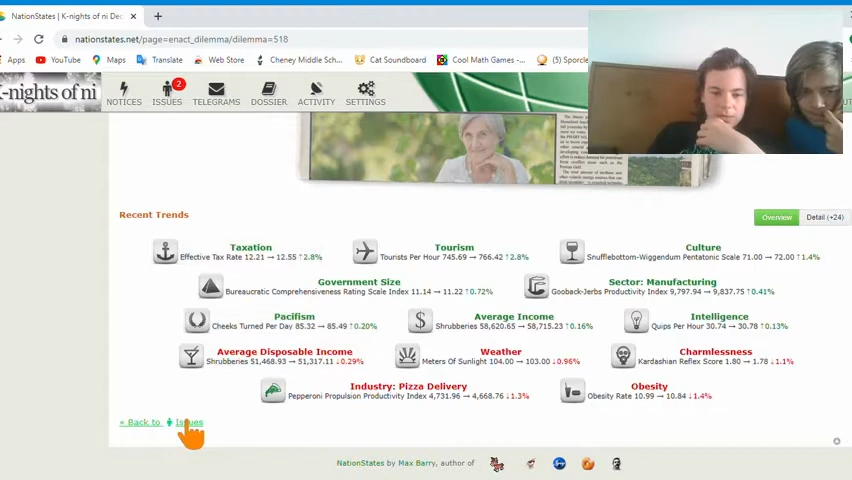 NationStates | K-nights of ni Dec
nationstates.net/page=enact_dilemma/dilemma=518
Apps YouTube Maps Translate Web Store Cheney Middle Sch... Cat Soundboard Cool Math Games -... (5) Sporcle
K-nights of ni
2
NOTICES ISSUES TELEGRAMS DOSSIER ACTIVITY SETTINGS
Recent Trends
Overview Detail (+24)
Taxation
Effective Tax Rate 12.21 → 12.55 ↑2.8%
Tourism
Tourists Per Hour 745.69 → 766.42 ↑2.8%
Culture
Snufflebottom-Wiggendum Pentatonic Scale 71.00 → 72.00 ↑1.4%
Government Size
Bureaucratic Comprehensiveness Rating Scale Index 11.14 → 11.22 ↑0.72%
Sector: Manufacturing
Gooback-Jerbs Productivity Index 9,797.94 → 9,837.75 ↑0.41%
Pacifism
Cheeks Turned Per Day 85.32 → 85.49 ↑0.20%
Average Income
Shrubberies 58,620.65 → 58,715.23 ↑0.16%
Intelligence
Quips Per Hour 30.74 → 30.78 ↑0.13%
Average Disposable Income
Shrubberies 51,468.93 → 51,317.11 ↓0.29%
Weather
Meters Of Sunlight 104.00 → 103.00 ↓0.96%
Charmlessness
Kardashian Reflex Score 1.80 → 1.78 ↓1.1%
Industry: Pizza Delivery
Pepperoni Propulsion Productivity Index 4,731.96 → 4,668.76 ↓1.3%
Obesity
Obesity Rate 10.99 → 10.84 ↓1.4%
« Back to Issues
NationStates by Max Barry, author of